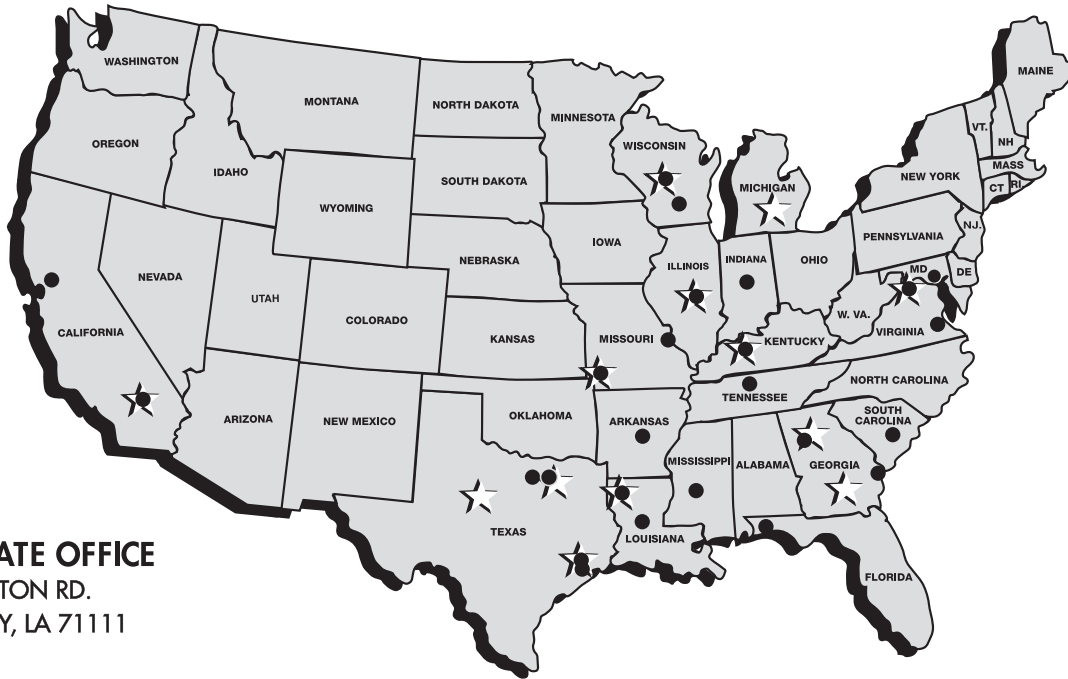 WASHINGTON
MONTANA
NORTH DAKOTA
MINNESOTA
MAINE
OREGON
IDAHO
WISCONSIN
VT.
NH
MASS
NEW YORK
CT
RI.
SOUTH DAKOTA
MICHIGAN
WYOMING
IOWA
PENNSYLVANIA
NJ.
NEBRASKA
ILLINOIS
INDIANA
OHIO
MD
DE
NEVADA
UTAH
COLORADO
KANSAS
MISSOURI
W. VA.
VIRGINIA
CALIFORNIA
KENTUCKY
NORTH CAROLINA
TENNESSEE
ARIZONA
NEW MEXICO
OKLAHOMA
ARKANSAS
SOUTH
CAROLINA
MISSISSIPPI
ALABAMA
GEORGIA
TEXAS
LOUISIANA
FLORIDA
ATE OFFICE
TON RD.
Y, LA 71111